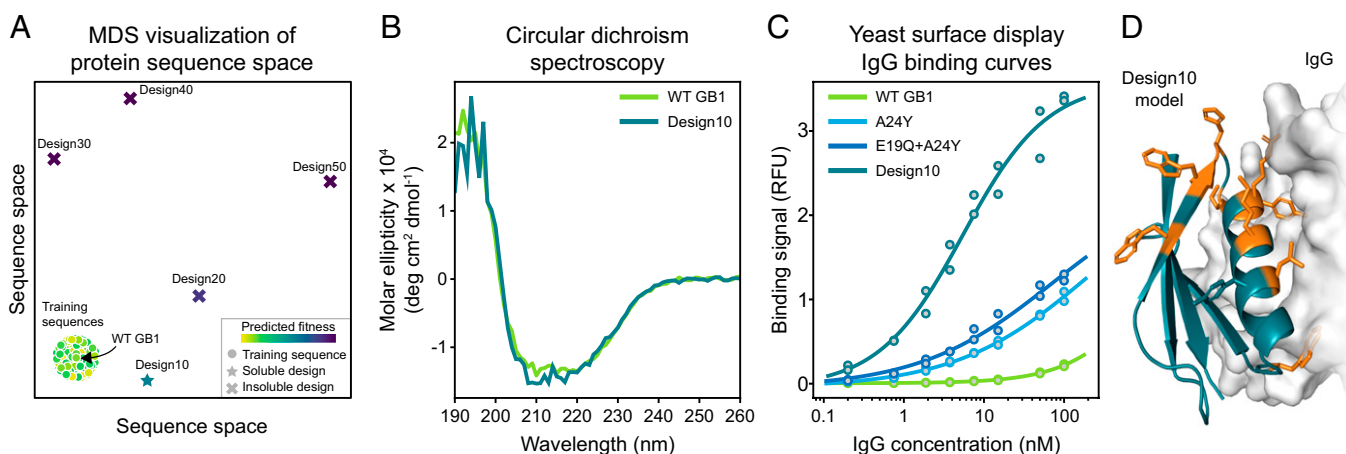 A
MDS visualization of
protein sequence space
Design40
Design30
Design50
Design20
Training
sequences
WT GB1
Design10
Predicted fitness
Training sequence
Soluble design
Insoluble design
Sequence space
Sequence space
B
Circular dichroism
spectroscopy
WT GB1
Design10
2
1
0
-1
190 200 210 220 230 240 250 260
Molar ellipticity x 10⁴
(deg cm² dmol⁻¹)
Wavelength (nm)
C
Yeast surface display
IgG binding curves
WT GB1
A24Y
E19Q+A24Y
Design10
3
2
1
0
0.1 1 10 100
Binding signal (RFU)
IgG concentration (nM)
D
IgG
Design10
model